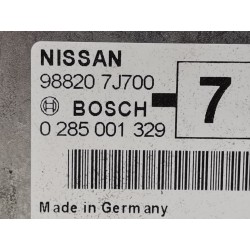 NISSAN
98820 7J700
BOSCH
7
0 285 001 329
Made in Germany